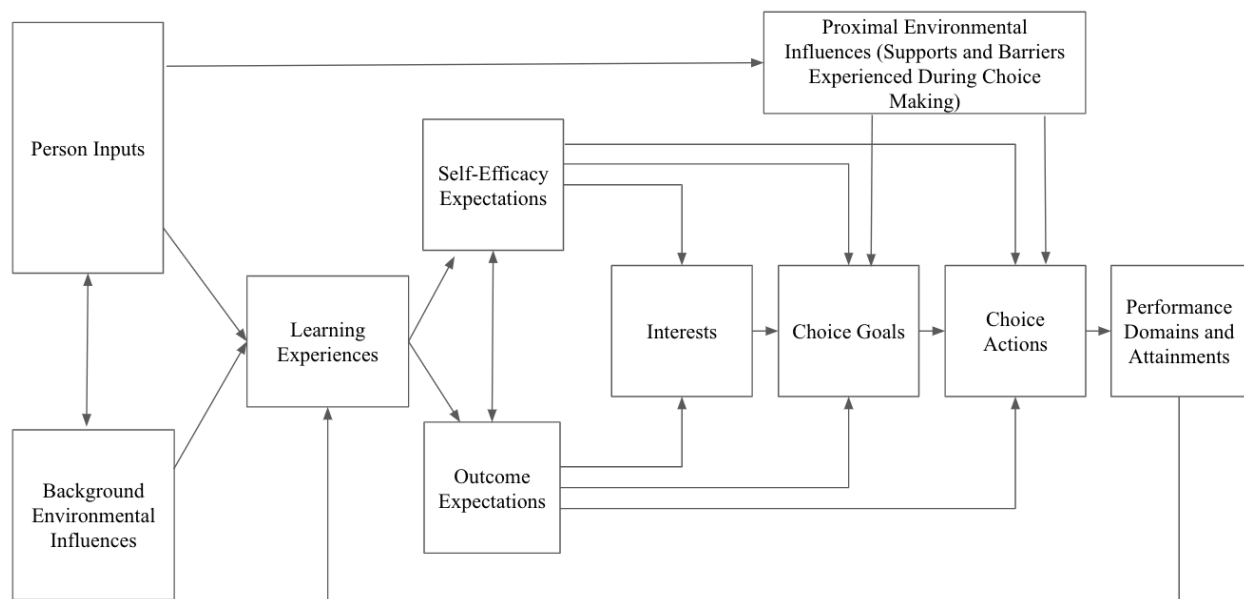 Proximal Environmental
Influences (Supports and Barriers
Experienced During Choice
Making)
Person Inputs
Self-Efficacy
Expectations
Learning
Experiences
Interests
Choice Goals
Choice
Actions
Performance
Domains and
Attainments
Background
Environmental
Influences
Outcome
Expectations